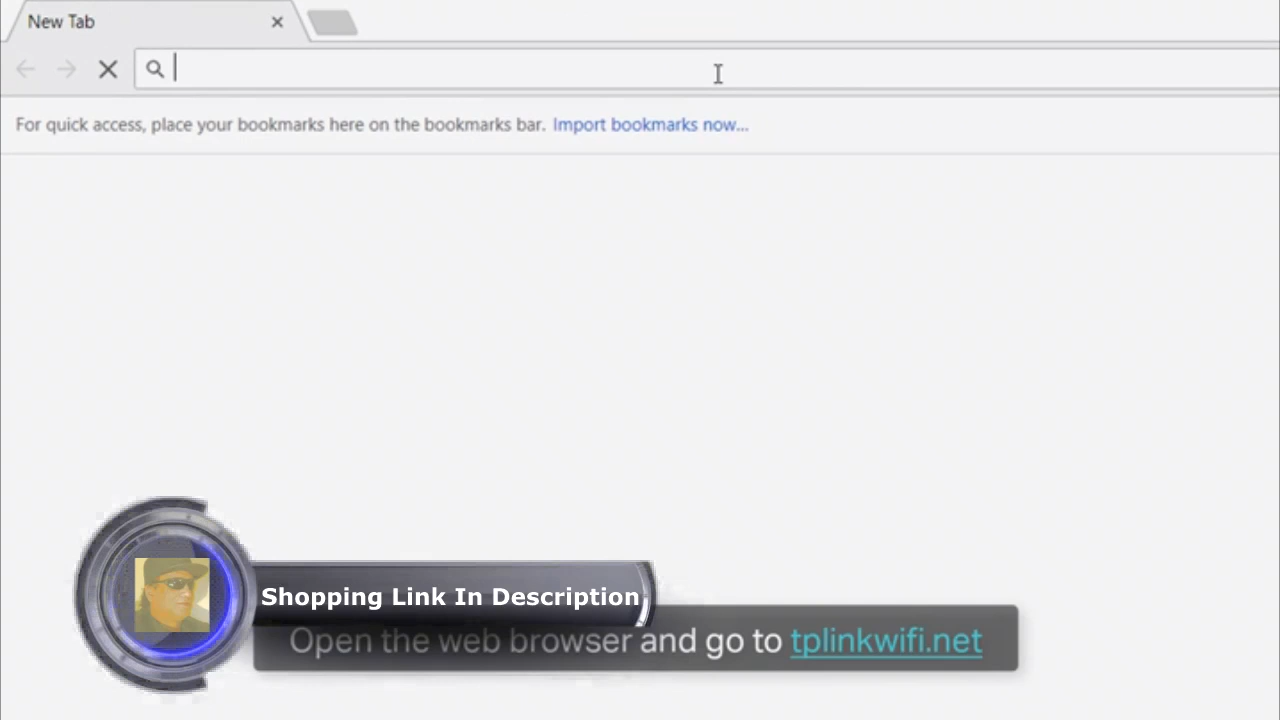 New Tab
For quick access, place your bookmarks here on the bookmarks bar. Import bookmarks now...
Shopping Link In Description
Open the web browser and go to tplinkwifi.net